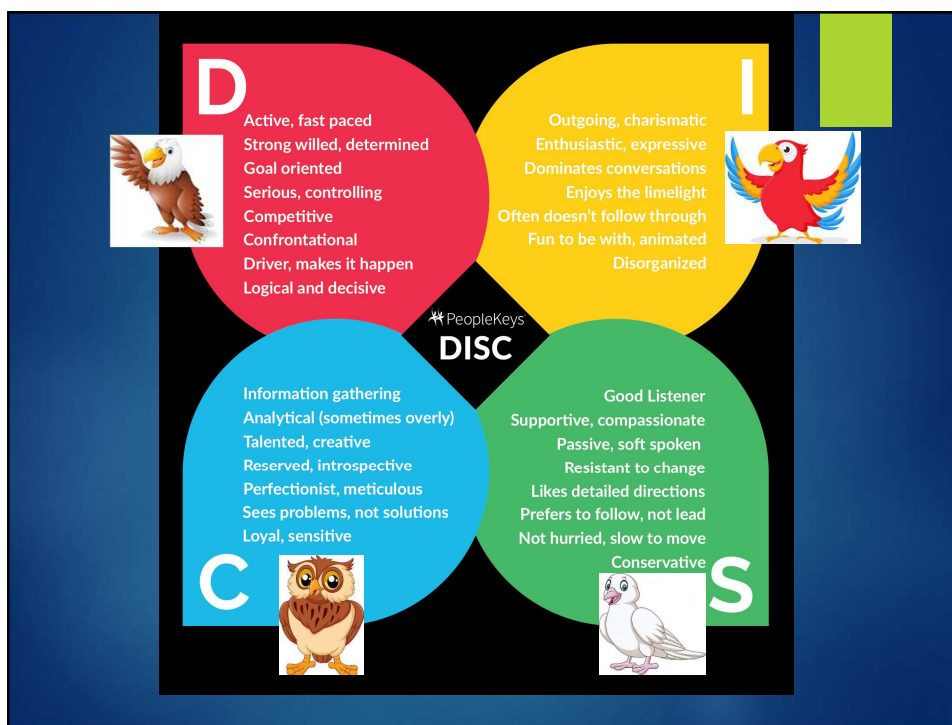 D
Active, fast paced
Strong willed, determined
Goal oriented
Serious, controlling
Competitive
Confrontational
Driver, makes it happen
Logical and decisive
I
Outgoing, charismatic
Enthusiastic, expressive
Dominates conversations
Enjoys the limelight
Often doesn't follow through
Fun to be with, animated
Disorganized
PeopleKeys
DISC
Information gathering
Analytical (sometimes overly)
Talented, creative
Reserved, introspective
Perfectionist, meticulous
Sees problems, not solutions
Loyal, sensitive
C
Good Listener
Supportive, compassionate
Passive, soft spoken
Resistant to change
Likes detailed directions
Prefers to follow, not lead
Not hurried, slow to move
Conservative
S